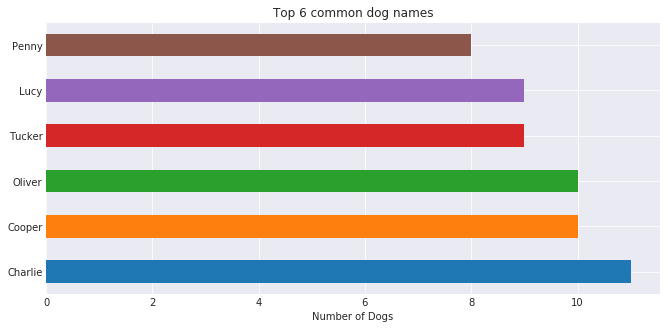 Top 6 common dog names
Penny
Lucy
Tucker
Oliver
Cooper
Charlie
0 2 4 6 8 10
Number of Dogs